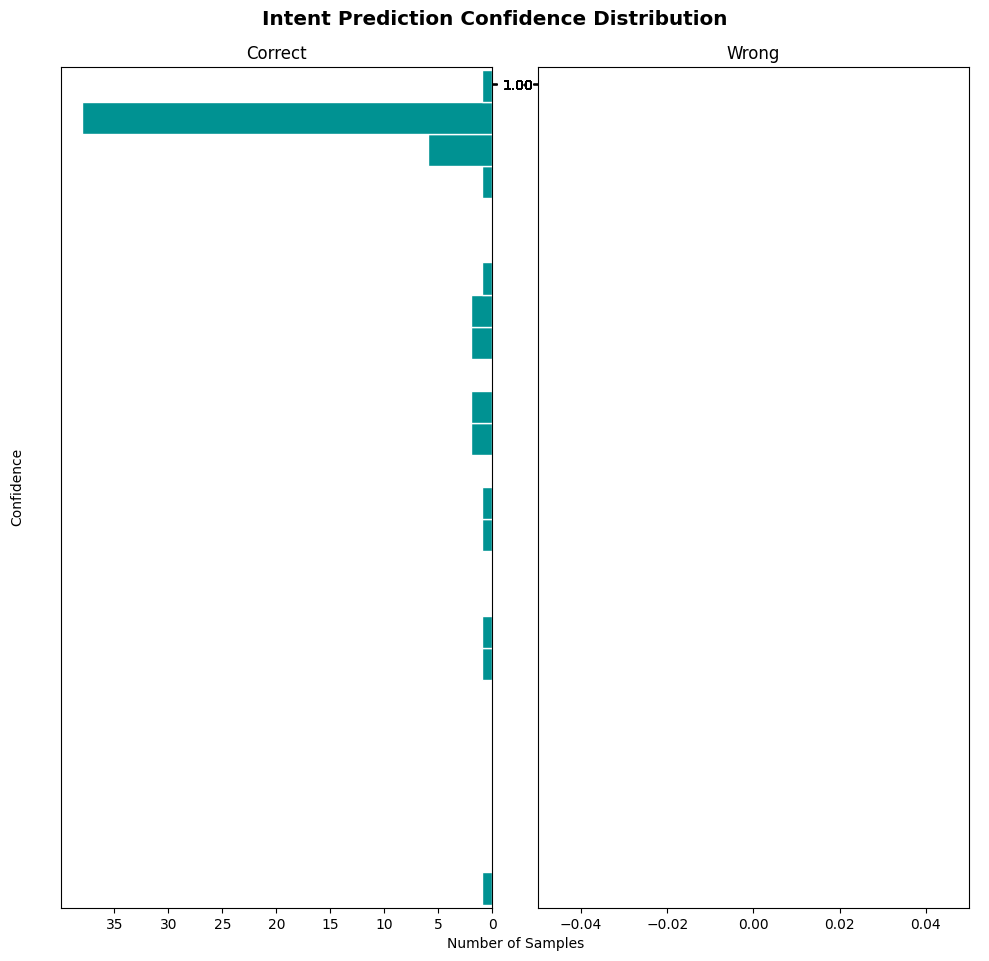 Intent Prediction Confidence Distribution
Correct
Wrong
1.00
Confidence
35 30 25 20 15 10 5 0
−0.04 −0.02 0.00 0.02 0.04
Number of Samples